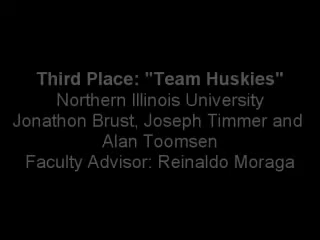 Third Place: "Team Huskies"
Northern Illinois University
Jonathon Brust, Joseph Timmer and
Alan Toomsen
Faculty Advisor: Reinaldo Moraga